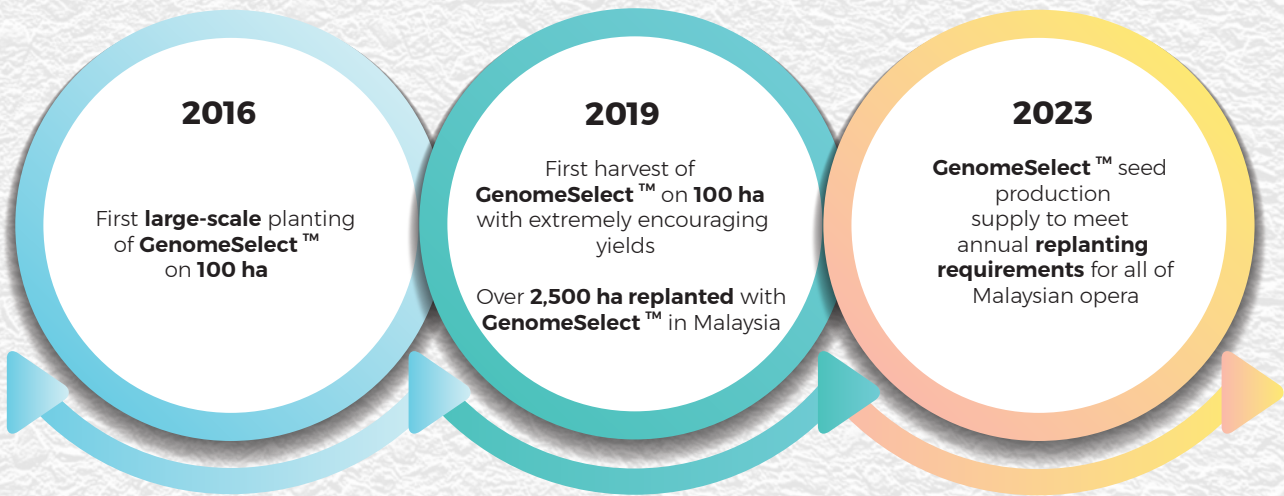 2016
First large-scale planting
of GenomeSelect ™
on 100 ha
2019
First harvest of
GenomeSelect ™ on 100 ha
with extremely encouraging
yields
Over 2,500 ha replanted with
GenomeSelect ™ in Malaysia
2023
GenomeSelect ™ seed
production
supply to meet
annual replanting
requirements for all of
Malaysian opera